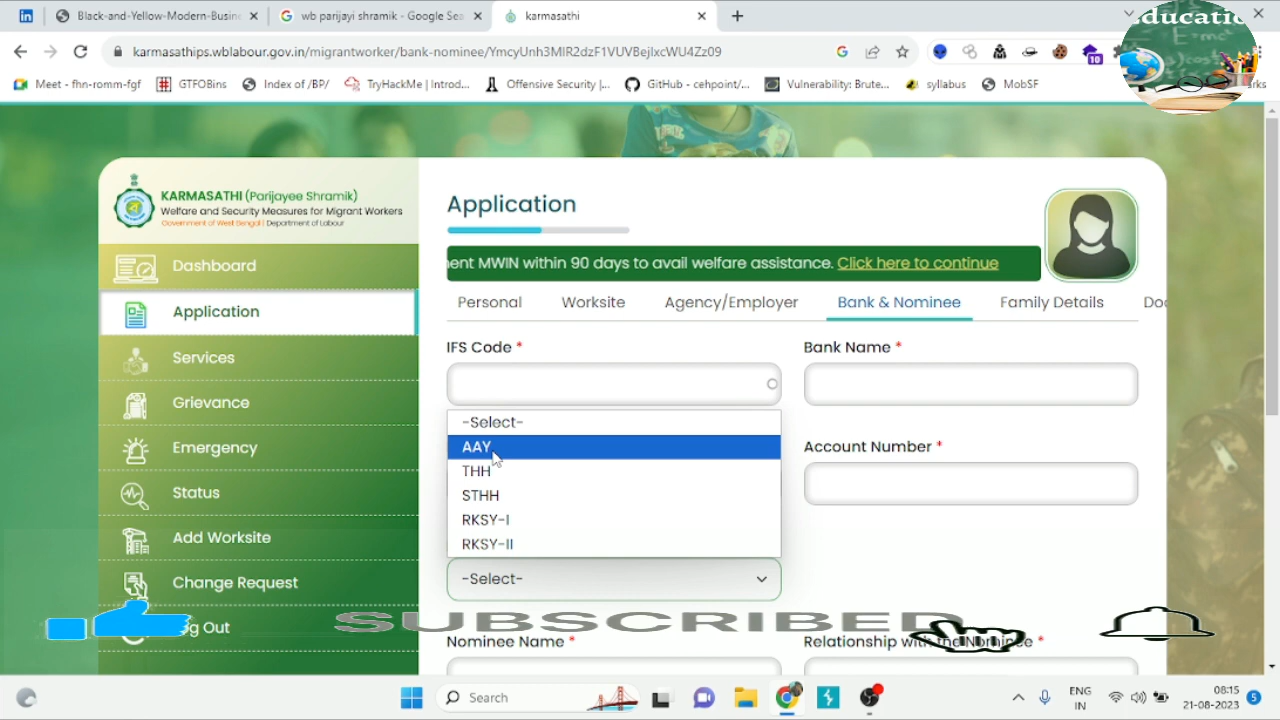 Black-and-Yellow-Modern-Busine
wb parijayi shramik - Google Sea
karmasathi
karmasathips.wblabour.gov.in/migrantworker/bank-nominee/YmcyUnh3MlR2dzF1VUVBejIxcWU4Zz09
10
Meet - fhn-romm-fgf
GTFOBins
Index of /BP/
TryHackMe | Introd...
Offensive Security |...
GitHub - cehpoint/...
Vulnerability: Brute...
syllabus
MobSF
ducatio
KARMASATHI (Parijayee Shramik)
Welfare and Security Measures for Migrant Workers
Government of West Bengal | Department of Labour
Dashboard
Application
Services
Grievance
Emergency
Status
Add Worksite
Change Request
g Out
Application
ent MWIN within 90 days to avail welfare assistance. Click here to continue
Personal
Worksite
Agency/Employer
Bank & Nominee
Family Details
Doc
IFS Code *
Bank Name *
-Select-
AAY
THH
STHH
RKSY-I
RKSY-II
Account Number *
-Select-
SUBSCRIBED
Nominee Name *
Relationship with the Nominee *
Search
ENG
IN
08:15
21-08-2023
5